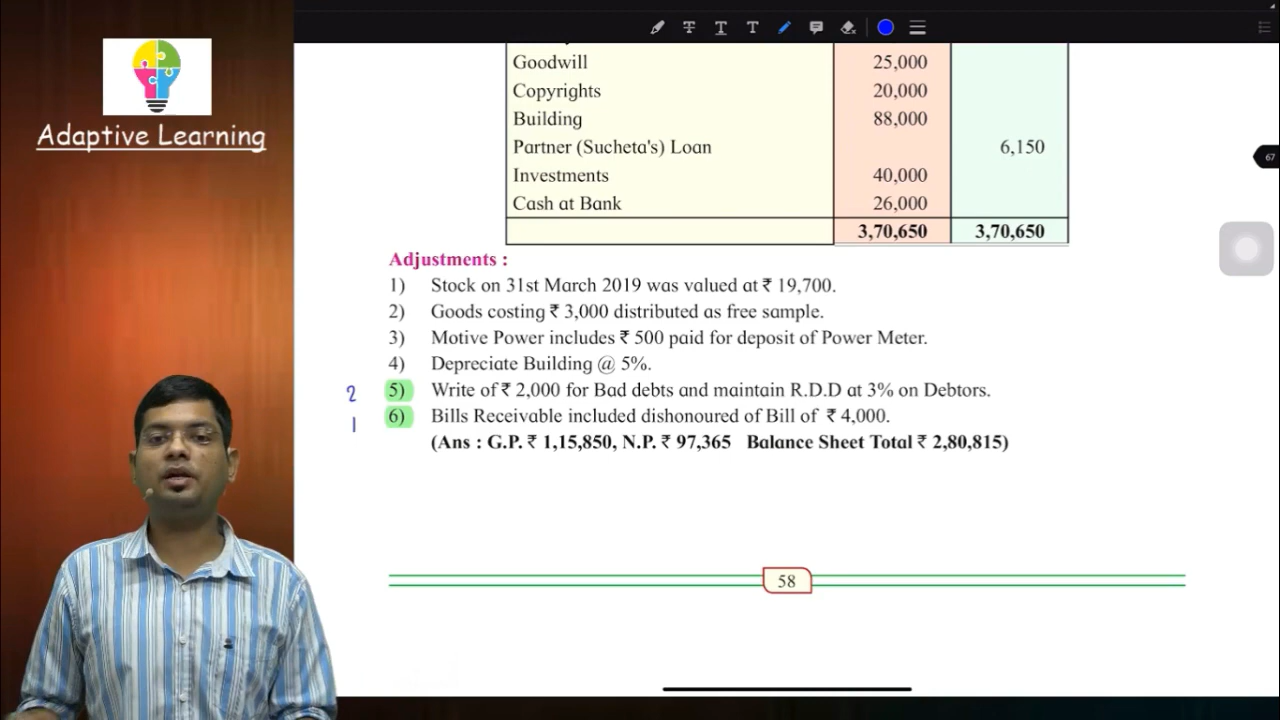 Adaptive Learning
Goodwill 25,000
Copyrights 20,000
Building 88,000
Partner (Sucheta's) Loan 6,150
Investments 40,000
Cash at Bank 26,000
3,70,650 3,70,650
67
Adjustments :
1) Stock on 31st March 2019 was valued at ₹ 19,700.
2) Goods costing ₹ 3,000 distributed as free sample.
3) Motive Power includes ₹ 500 paid for deposit of Power Meter.
4) Depreciate Building @ 5%.
2 5) Write of ₹ 2,000 for Bad debts and maintain R.D.D at 3% on Debtors.
1 6) Bills Receivable included dishonoured of Bill of ₹ 4,000.
(Ans : G.P. ₹ 1,15,850, N.P. ₹ 97,365 Balance Sheet Total ₹ 2,80,815)
58